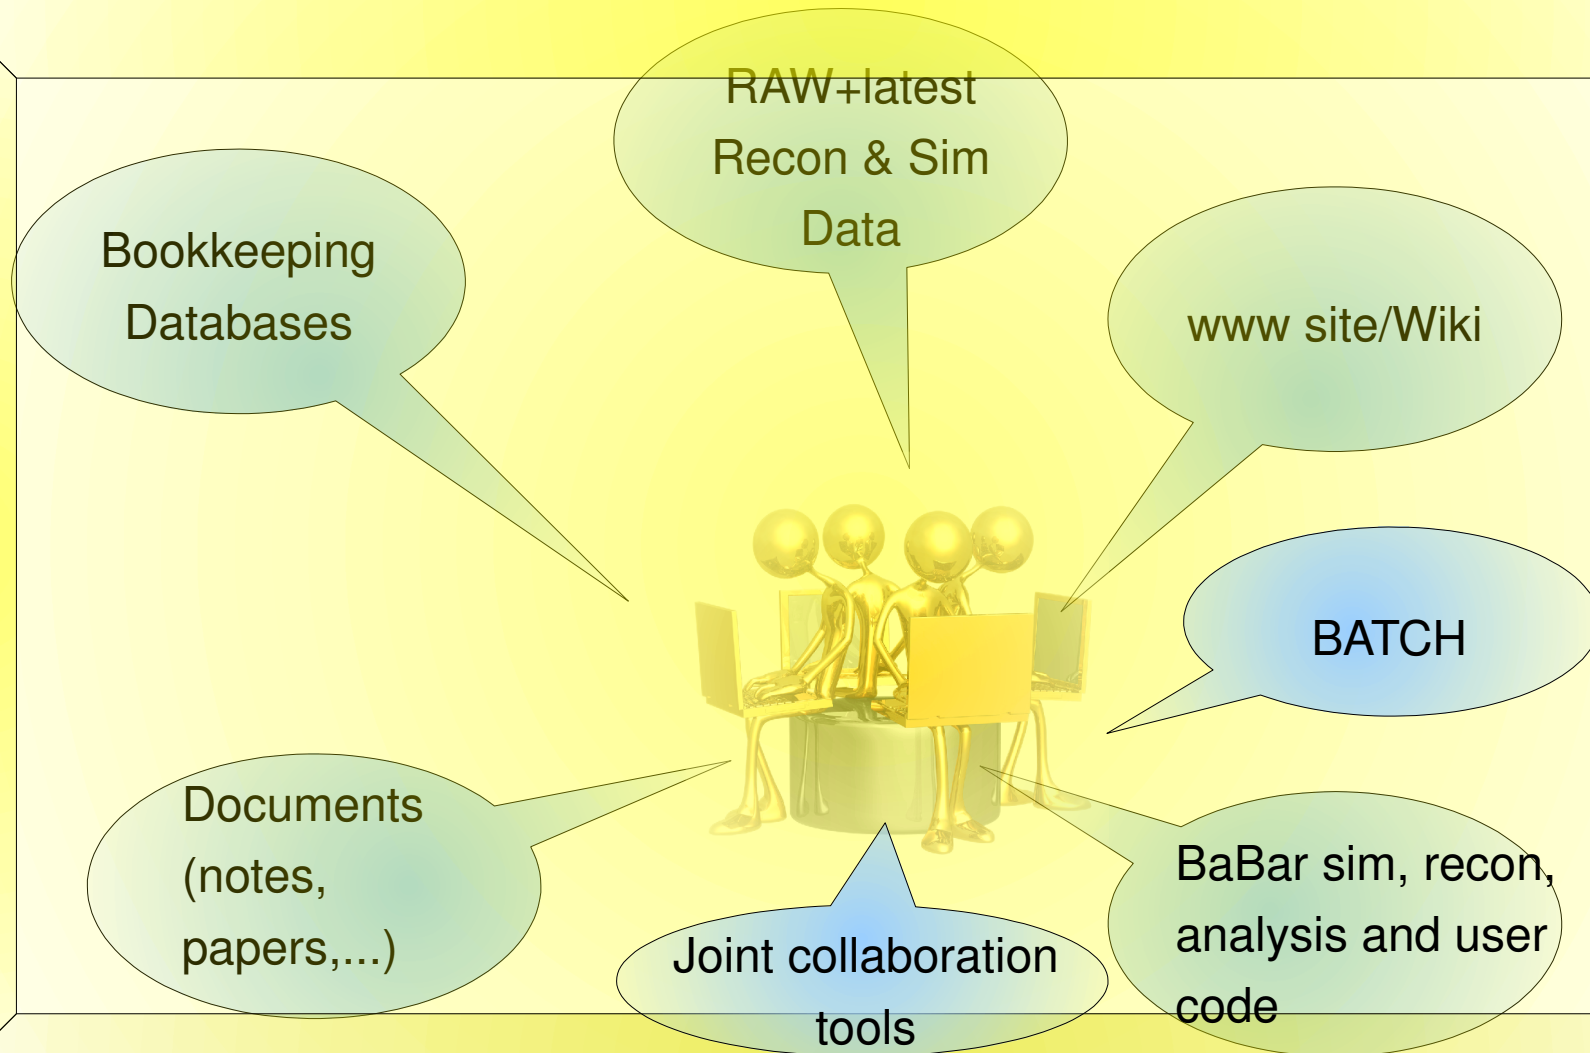 RAW+latest
Recon & Sim
Data
Bookkeeping
Databases
www site/Wiki
BATCH
Documents
(notes,
papers,...)
Joint collaboration
tools
BaBar sim, recon,
analysis and user
code